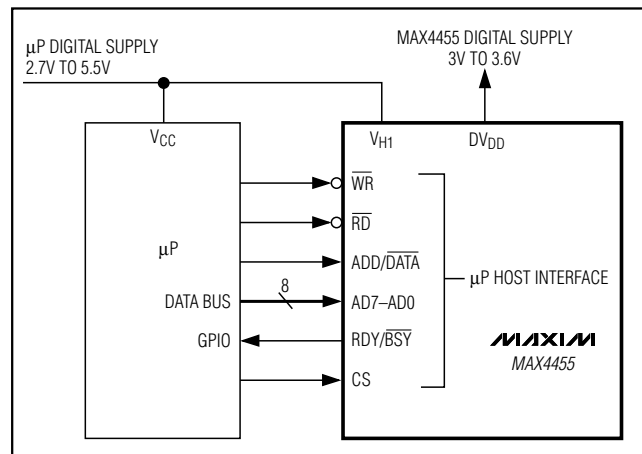 μP DIGITAL SUPPLY
2.7V TO 5.5V
MAX4455 DIGITAL SUPPLY
3V TO 3.6V
VCC
VH1
DVDD
WR
RD
μP
ADD/DATA
μP HOST INTERFACE
DATA BUS
8
AD7–AD0
GPIO
RDY/BSY
MAXIM
MAX4455
CS